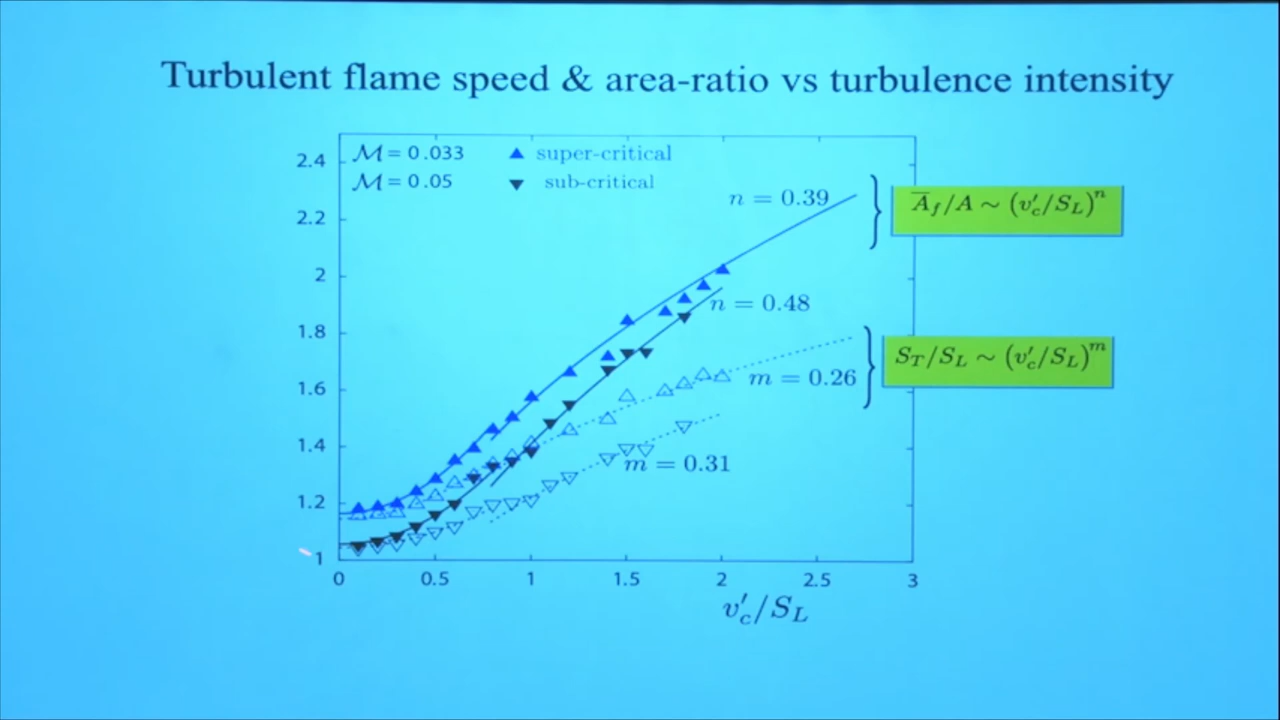 Turbulent flame speed & area-ratio vs turbulence intensity
ℳ = 0.033 ▲ super-critical
ℳ = 0.05 ▼ sub-critical
n = 0.39
A̅_f/A ∼ (v′_c/S_L)^n
n = 0.48
S_T/S_L ∼ (v′_c/S_L)^m
m = 0.26
m = 0.31
2.4
2.2
2
1.8
1.6
1.4
1.2
1
0 0.5 1 1.5 2 2.5 3
v′_c/S_L